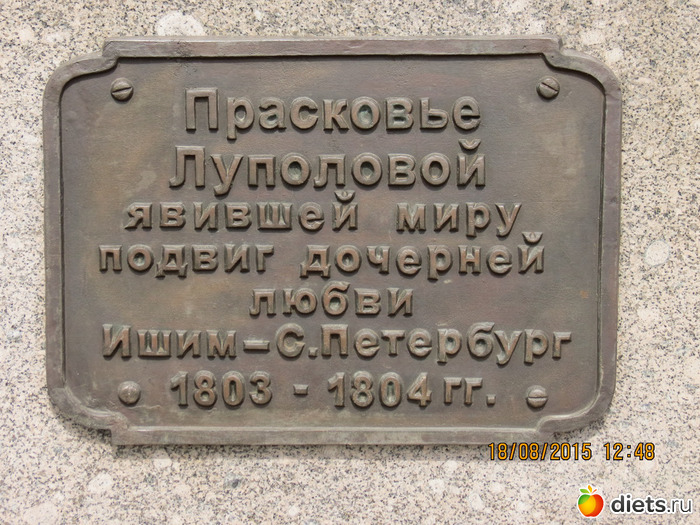 Прасковье
Луполовой
явившей миру
подвиг дочерней
любви
Ишим-С.Петербург
1803 - 1804 гг.
18/08/2015 12:48
diets.ru